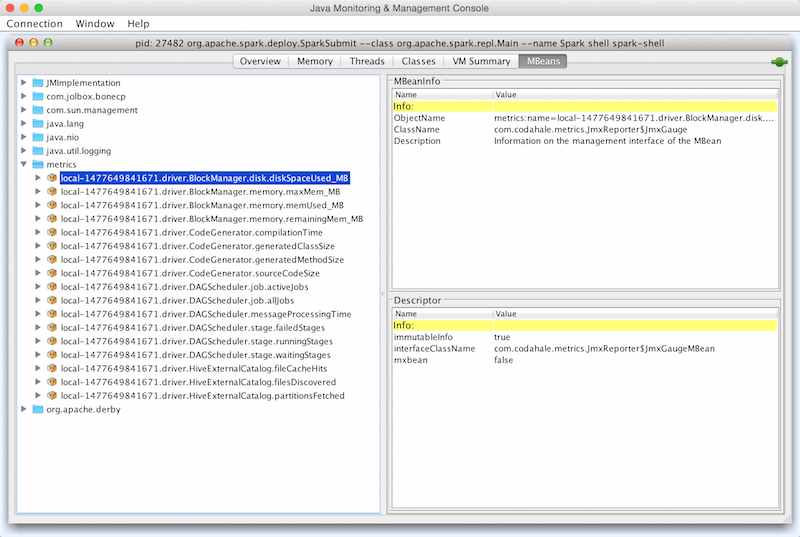 Java Monitoring & Management Console
Connection Window Help
pid: 27482 org.apache.spark.deploy.SparkSubmit --class org.apache.spark.repl.Main --name Spark shell spark-shell
Overview Memory Threads Classes VM Summary MBeans
JMImplementation
com.jolbox.bonecp
com.sun.management
java.lang
java.nio
java.util.logging
metrics
local-1477649841671.driver.BlockManager.disk.diskSpaceUsed_MB
local-1477649841671.driver.BlockManager.memory.maxMem_MB
local-1477649841671.driver.BlockManager.memory.memUsed_MB
local-1477649841671.driver.BlockManager.memory.remainingMem_MB
local-1477649841671.driver.CodeGenerator.compilationTime
local-1477649841671.driver.CodeGenerator.generatedClassSize
local-1477649841671.driver.CodeGenerator.generatedMethodSize
local-1477649841671.driver.CodeGenerator.sourceCodeSize
local-1477649841671.driver.DAGScheduler.job.activeJobs
local-1477649841671.driver.DAGScheduler.job.allJobs
local-1477649841671.driver.DAGScheduler.messageProcessingTime
local-1477649841671.driver.DAGScheduler.stage.failedStages
local-1477649841671.driver.DAGScheduler.stage.runningStages
local-1477649841671.driver.DAGScheduler.stage.waitingStages
local-1477649841671.driver.HiveExternalCatalog.fileCacheHits
local-1477649841671.driver.HiveExternalCatalog.filesDiscovered
local-1477649841671.driver.HiveExternalCatalog.partitionsFetched
org.apache.derby
MBeanInfo
Name Value
Info:
ObjectName metrics:name=local-1477649841671.driver.BlockManager.disk....
ClassName com.codahale.metrics.JmxReporter$JmxGauge
Description Information on the management interface of the MBean
Descriptor
Name Value
Info:
immutableInfo true
interfaceClassName com.codahale.metrics.JmxReporter$JmxGaugeMBean
mxbean false